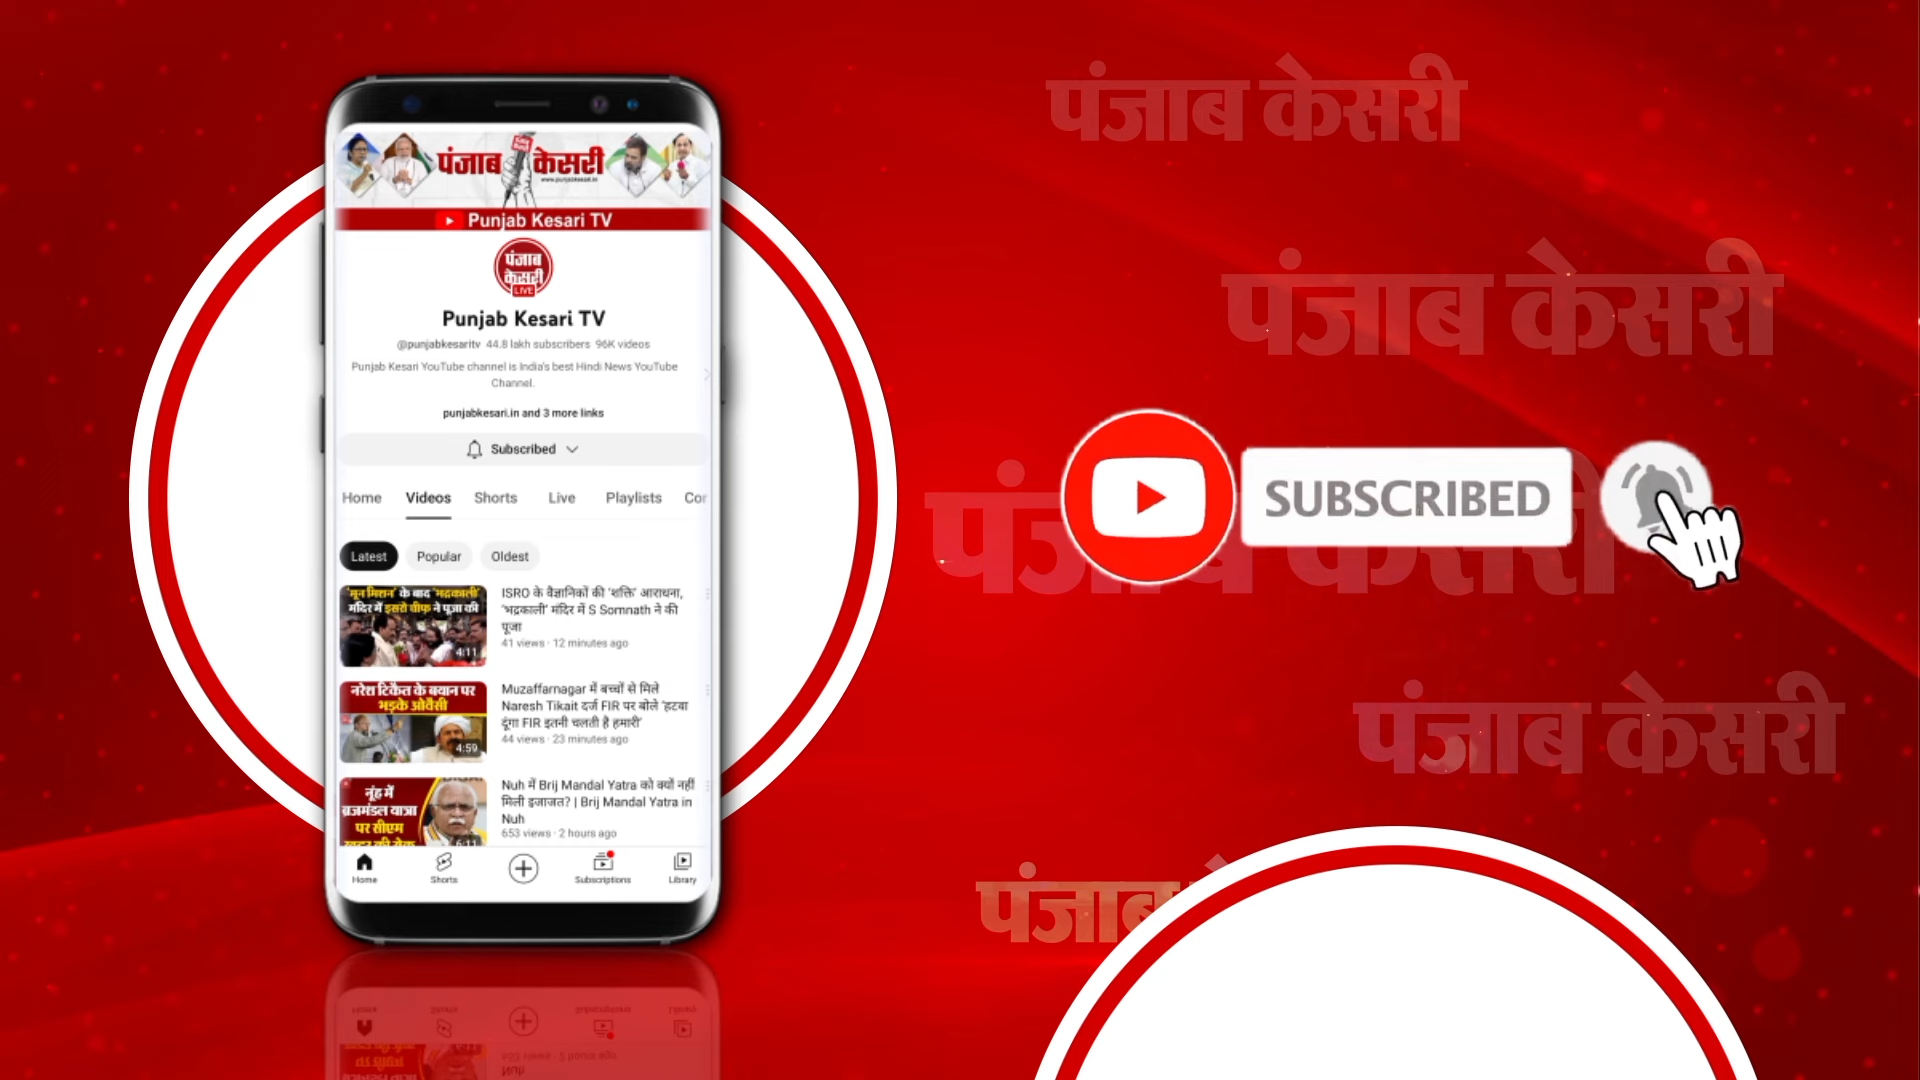 पंजाब केसरी
www.punjabkesari.in
Punjab Kesari TV
पंजाब
केसरी
LIVE
Punjab Kesari TV
@punjabkesaritv 44.8 lakh subscribers 96K videos
Punjab Kesari YouTube channel is India's best Hindi News YouTube
Channel.
punjabkesari.in and 3 more links
Subscribed
Home Videos Shorts Live Playlists Cor
Latest Popular Oldest
'मून मिशन' के बाद 'भद्रकाली'
मंदिर में इसरो चीफ ने पूजा की
4:11
ISRO के वैज्ञानिकों की 'शक्ति' आराधना,
'भद्रकाली' मंदिर में S Somnath ने की
पूजा
41 views · 12 minutes ago
नरेश टिकैत के बयान पर
भड़के ओवैसी
4:59
Muzaffarnagar में बच्चों से मिले
Naresh Tikait दर्ज FIR पर बोले 'हटवा
दूंगा FIR इतनी चलती है हमारी'
44 views · 23 minutes ago
नूंह में
ब्रजमंडल यात्रा
पर सीएम
6:11
Nuh में Brij Mandal Yatra को क्यों नहीं
मिली इजाजत? | Brij Mandal Yatra in
Nuh
653 views · 2 hours ago
Home Shorts Subscriptions Library
पंजाब केसरी
पंजाब केसरी
SUBSCRIBED
पंजाब केसरी
पंजाब केसरी
पंजाब